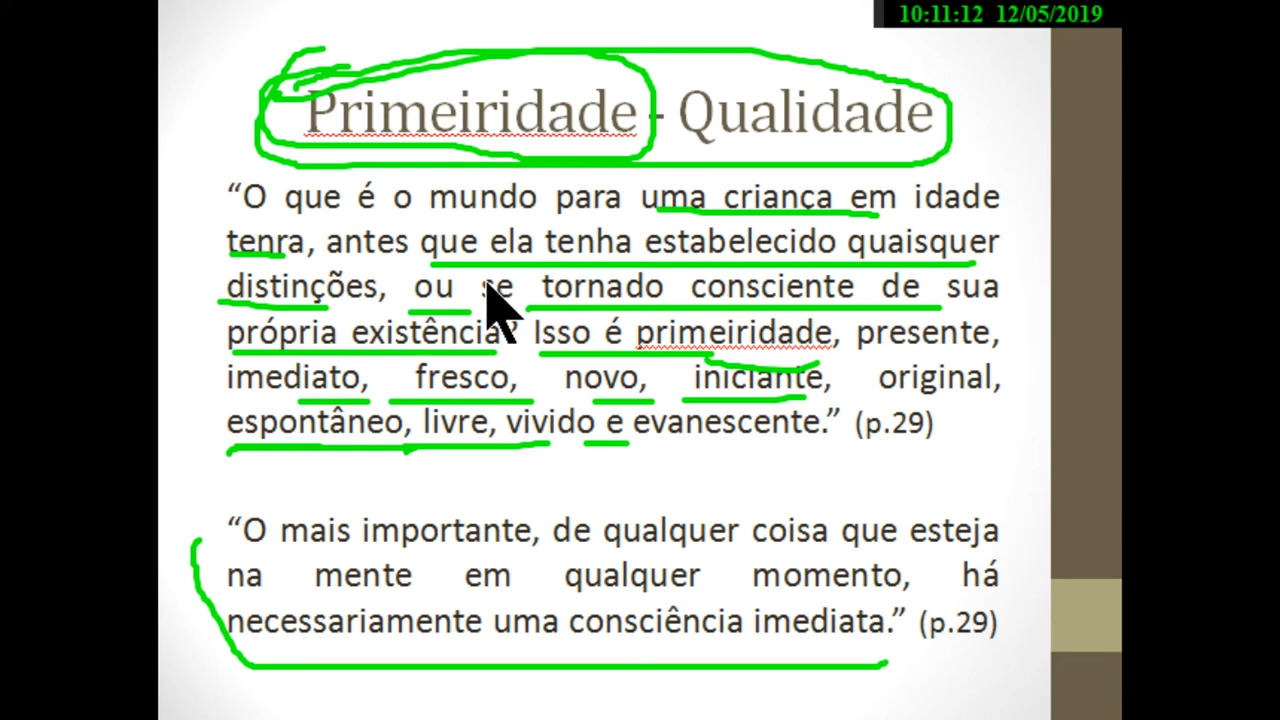 10:11:12 12/05/2019
Primeiridade - Qualidade
“O que é o mundo para uma criança em idade
tenra, antes que ela tenha estabelecido quaisquer
distinções, ou se tornado consciente de sua
própria existência? Isso é primeiridade, presente,
imediato, fresco, novo, iniciante, original,
espontâneo, livre, vivido e evanescente.” (p.29)
“O mais importante, de qualquer coisa que esteja
na mente em qualquer momento, há
necessariamente uma consciência imediata.” (p.29)